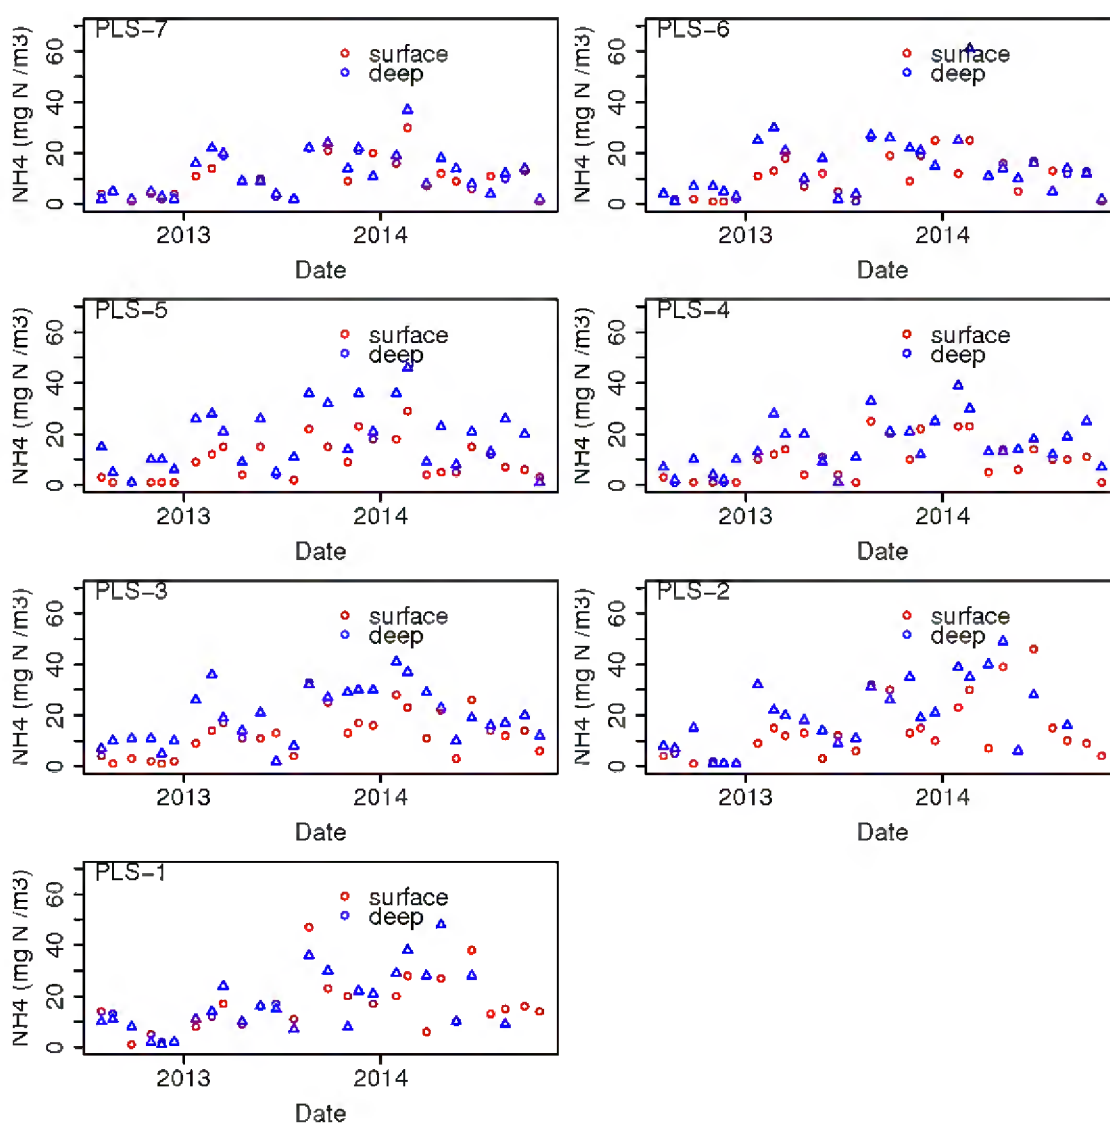 PLS-7
surface
deep
NH4 (mg N /m3)
60
40
20
0
2013 2014
Date
PLS-6
surface
deep
NH4 (mg N /m3)
60
40
20
0
2013 2014
Date
PLS-5
surface
deep
NH4 (mg N /m3)
60
40
20
0
2013 2014
Date
PLS-4
surface
deep
NH4 (mg N /m3)
60
40
20
0
2013 2014
Date
PLS-3
surface
deep
NH4 (mg N /m3)
60
40
20
0
2013 2014
Date
PLS-2
surface
deep
NH4 (mg N /m3)
60
40
20
0
2013 2014
Date
PLS-1
surface
deep
NH4 (mg N /m3)
60
40
20
0
2013 2014
Date